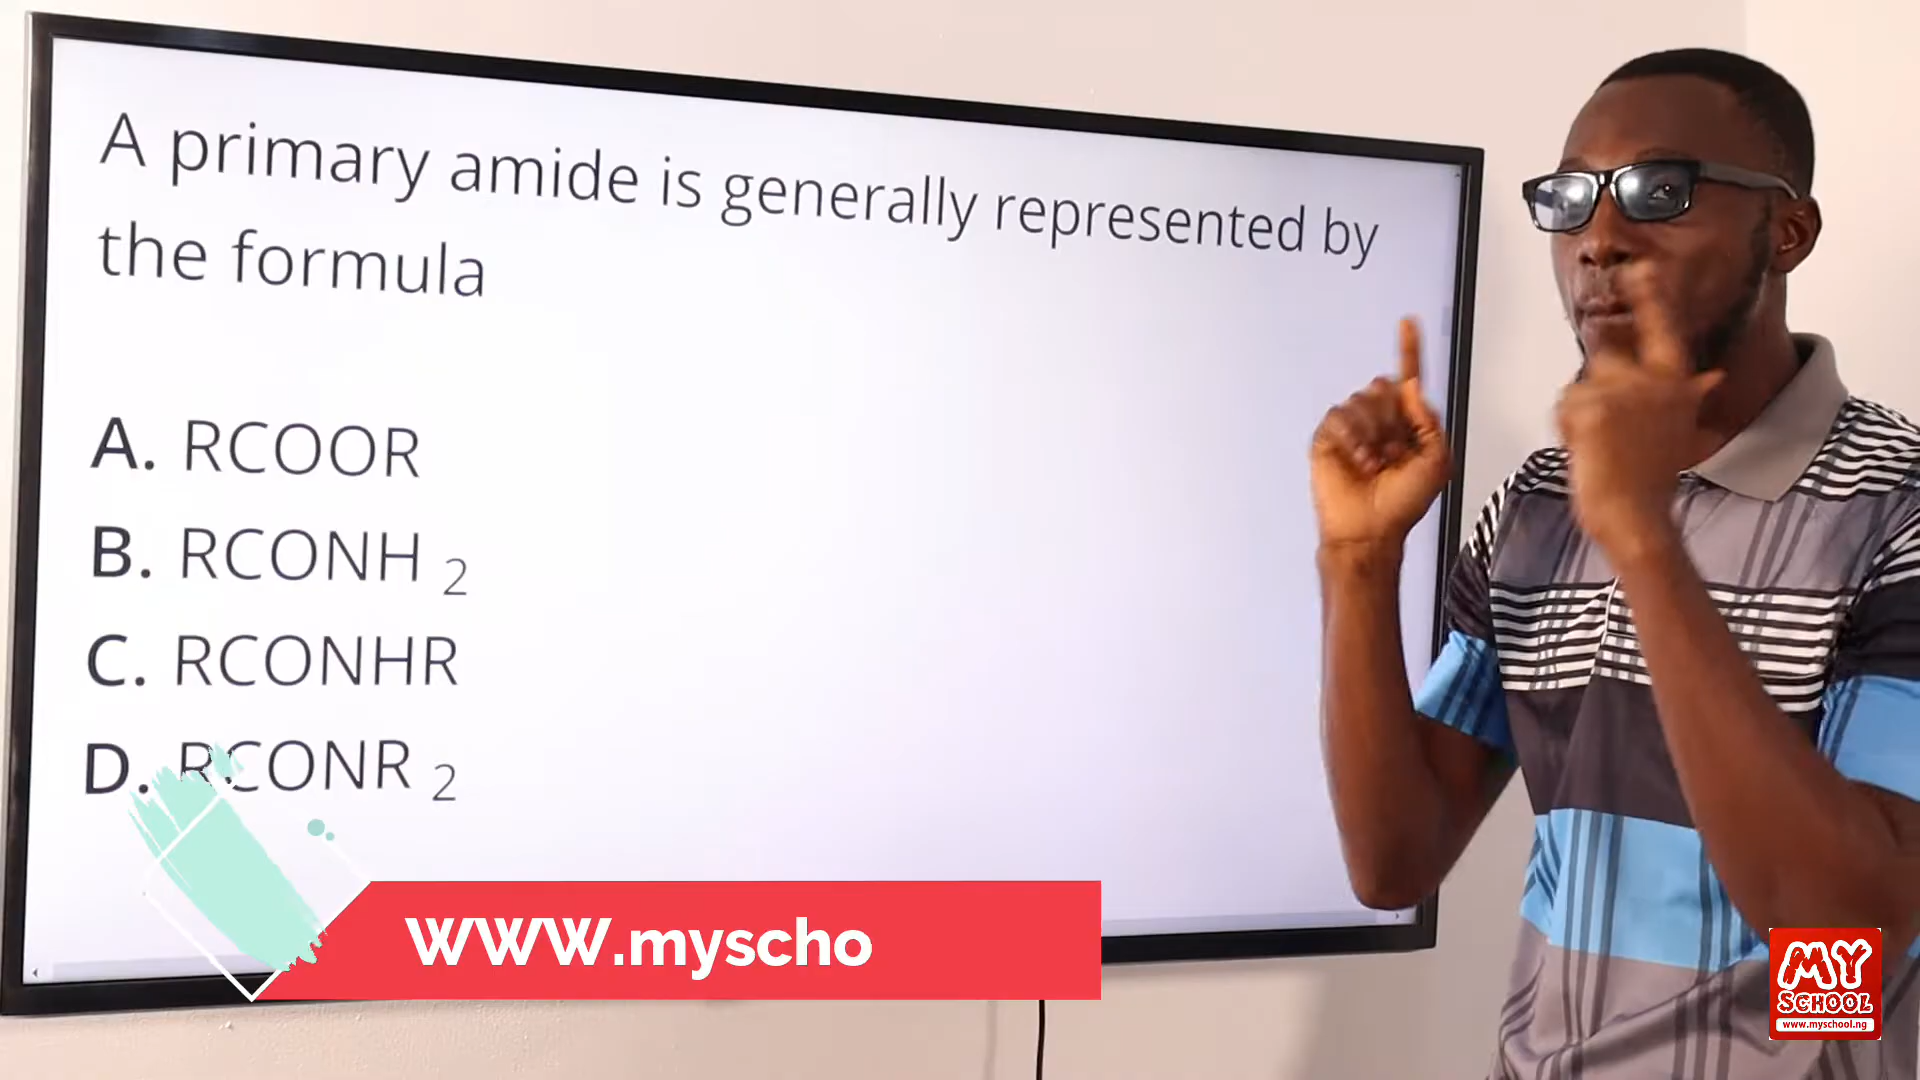 A primary amide is generally represented by
the formula
A. RCOOR
B. RCONH 2
C. RCONHR
D. RCONR 2
WWW.myscho
MY
SCHOOL
www.myschool.ng